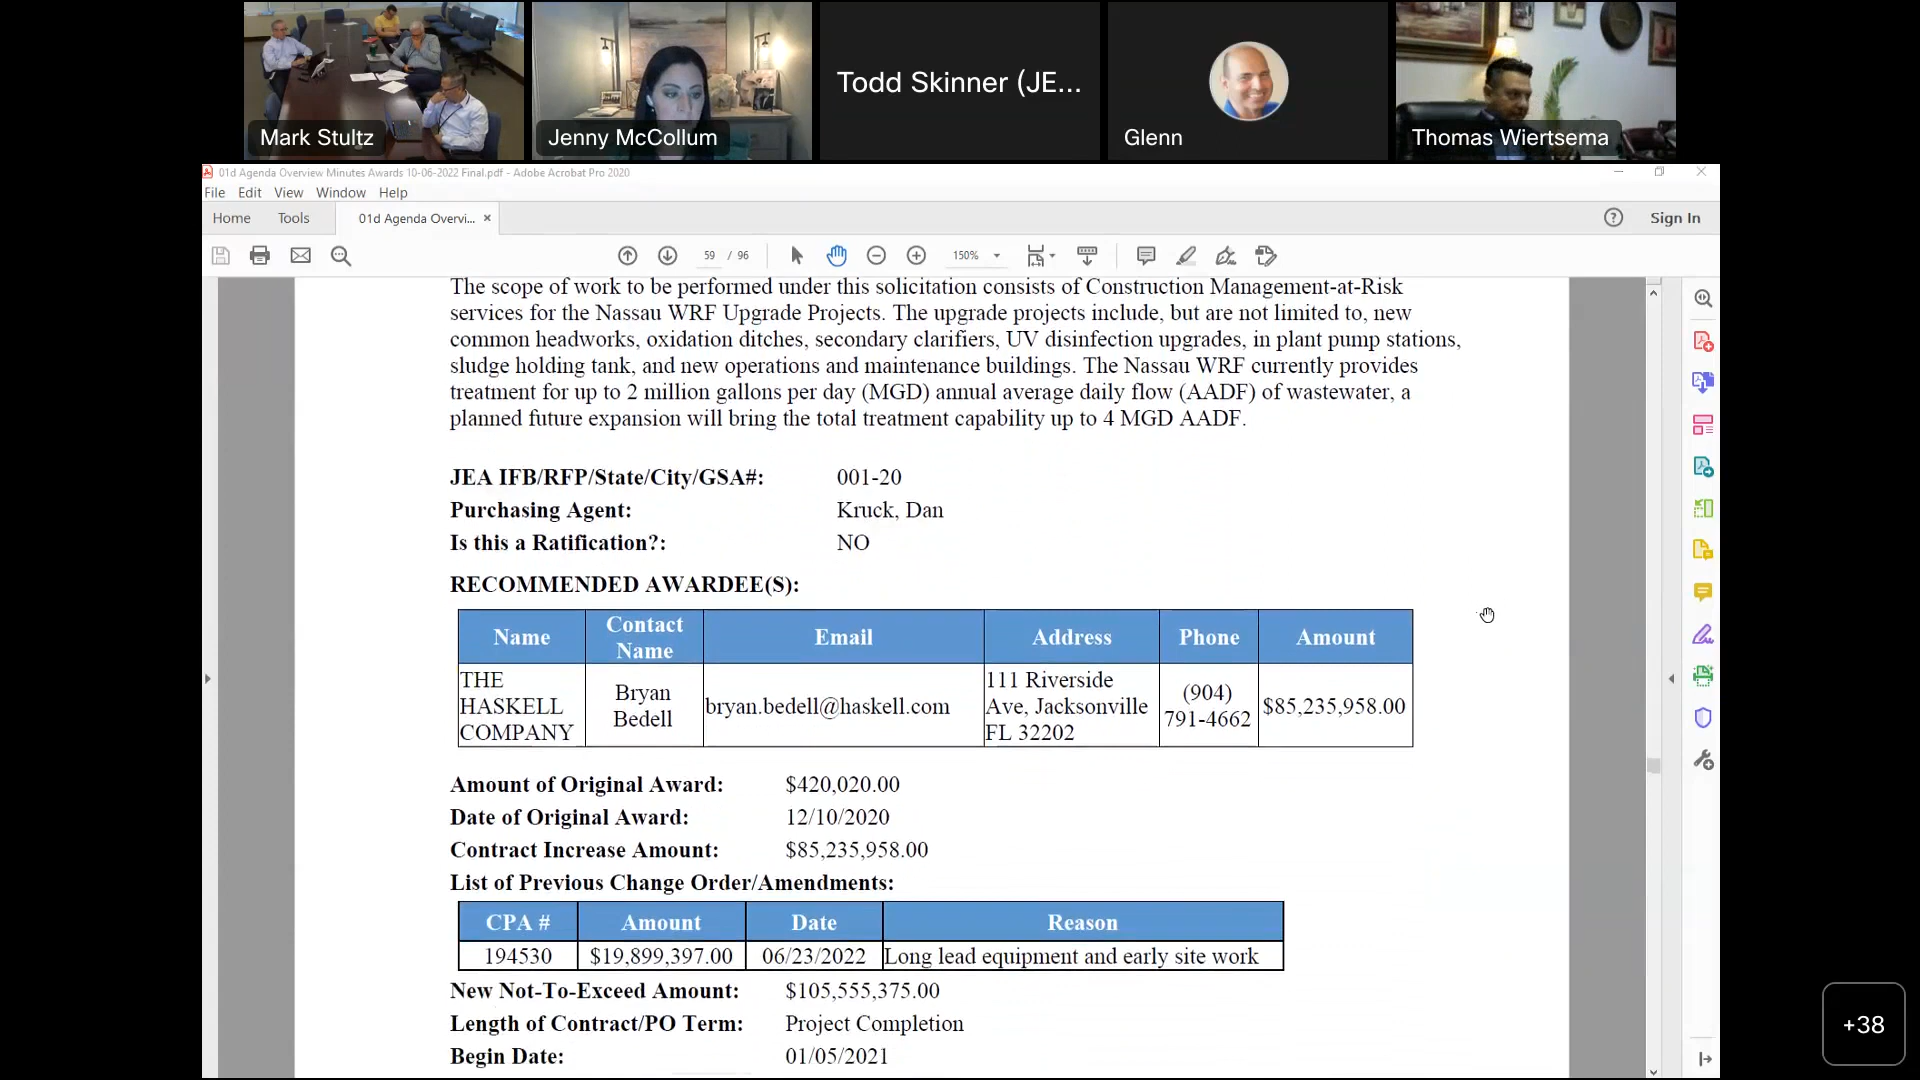 Mark Stultz
Jenny McCollum
Todd Skinner (JE...
Glenn
Thomas Wiertsema
01d Agenda Overview Minutes Awards 10-06-2022 Final.pdf - Adobe Acrobat Pro 2020
File Edit View Window Help
Home Tools 01d Agenda Overvi... × Sign In
59 / 96 150%
The scope of work to be performed under this solicitation consists of Construction Management-at-Risk
services for the Nassau WRF Upgrade Projects. The upgrade projects include, but are not limited to, new
common headworks, oxidation ditches, secondary clarifiers, UV disinfection upgrades, in plant pump stations,
sludge holding tank, and new operations and maintenance buildings. The Nassau WRF currently provides
treatment for up to 2 million gallons per day (MGD) annual average daily flow (AADF) of wastewater, a
planned future expansion will bring the total treatment capability up to 4 MGD AADF.
JEA IFB/RFP/State/City/GSA#: 001-20
Purchasing Agent: Kruck, Dan
Is this a Ratification?: NO
RECOMMENDED AWARDEE(S):
Name Contact Name Email Address Phone Amount
THE HASKELL COMPANY Bryan Bedell bryan.bedell@haskell.com 111 Riverside Ave, Jacksonville FL 32202 (904) 791-4662 $85,235,958.00
Amount of Original Award: $420,020.00
Date of Original Award: 12/10/2020
Contract Increase Amount: $85,235,958.00
List of Previous Change Order/Amendments:
CPA # Amount Date Reason
194530 $19,899,397.00 06/23/2022 Long lead equipment and early site work
New Not-To-Exceed Amount: $105,555,375.00
Length of Contract/PO Term: Project Completion
Begin Date: 01/05/2021
+38